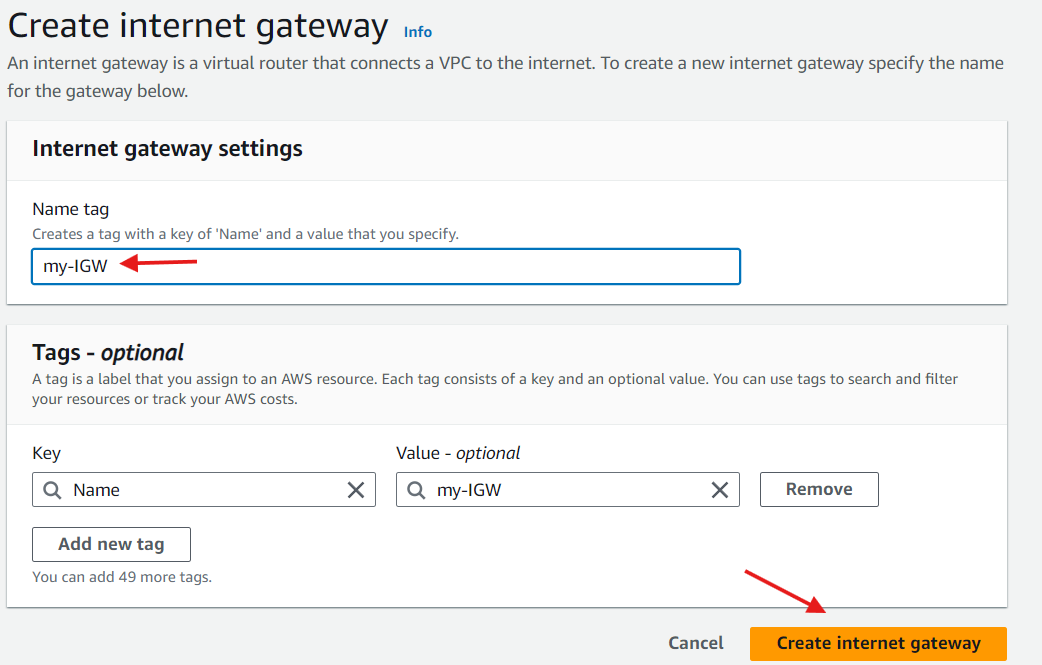 Create internet gateway Info
An internet gateway is a virtual router that connects a VPC to the internet. To create a new internet gateway specify the name
for the gateway below.
Internet gateway settings
Name tag
Creates a tag with a key of 'Name' and a value that you specify.
my-IGW
Tags - optional
A tag is a label that you assign to an AWS resource. Each tag consists of a key and an optional value. You can use tags to search and filter
your resources or track your AWS costs.
Key Value - optional
Name my-IGW Remove
Add new tag
You can add 49 more tags.
Cancel Create internet gateway